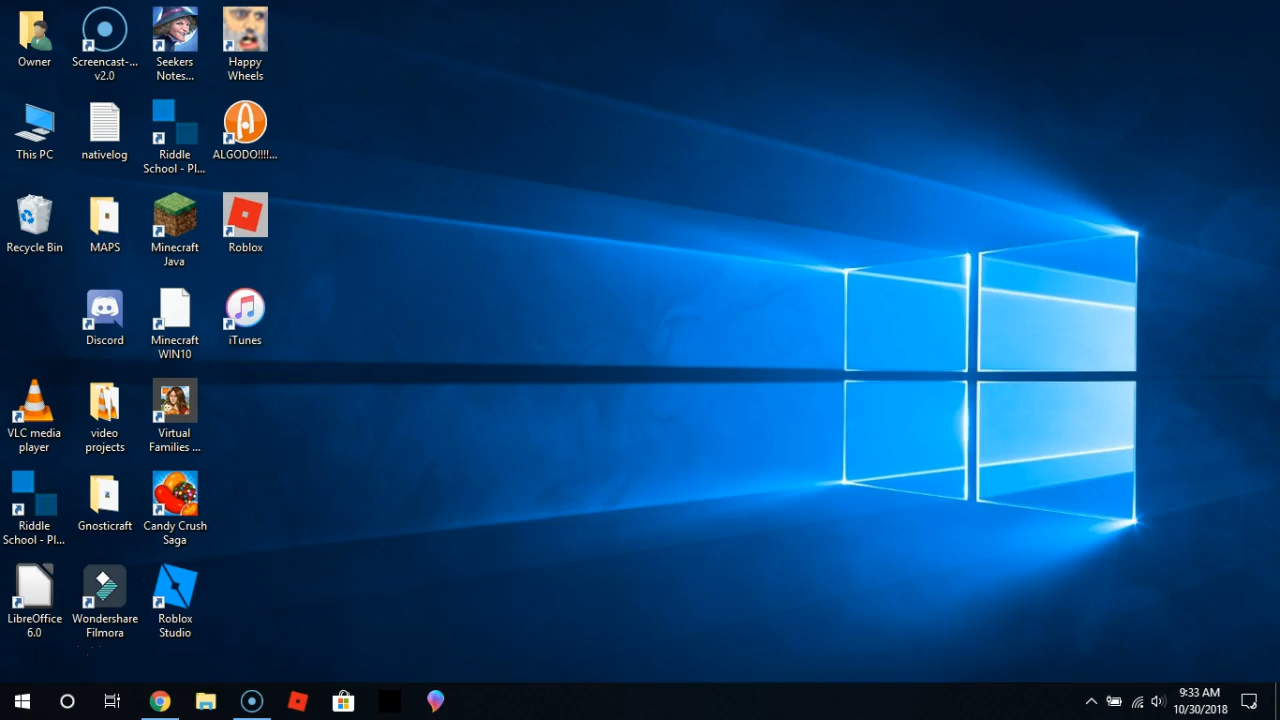 Owner
Screencast-...
v2.0
Seekers
Notes...
Happy
Wheels
This PC
nativelog
Riddle
School - Pl...
ALGODO!!!!...
Recycle Bin
MAPS
Minecraft
Java
Roblox
Discord
Minecraft
WIN10
iTunes
VLC media
player
video
projects
Virtual
Families ...
Riddle
School - Pl...
Gnosticraft
Candy Crush
Saga
LibreOffice
6.0
Wondershare
Filmora
Roblox
Studio
9:33 AM
10/30/2018